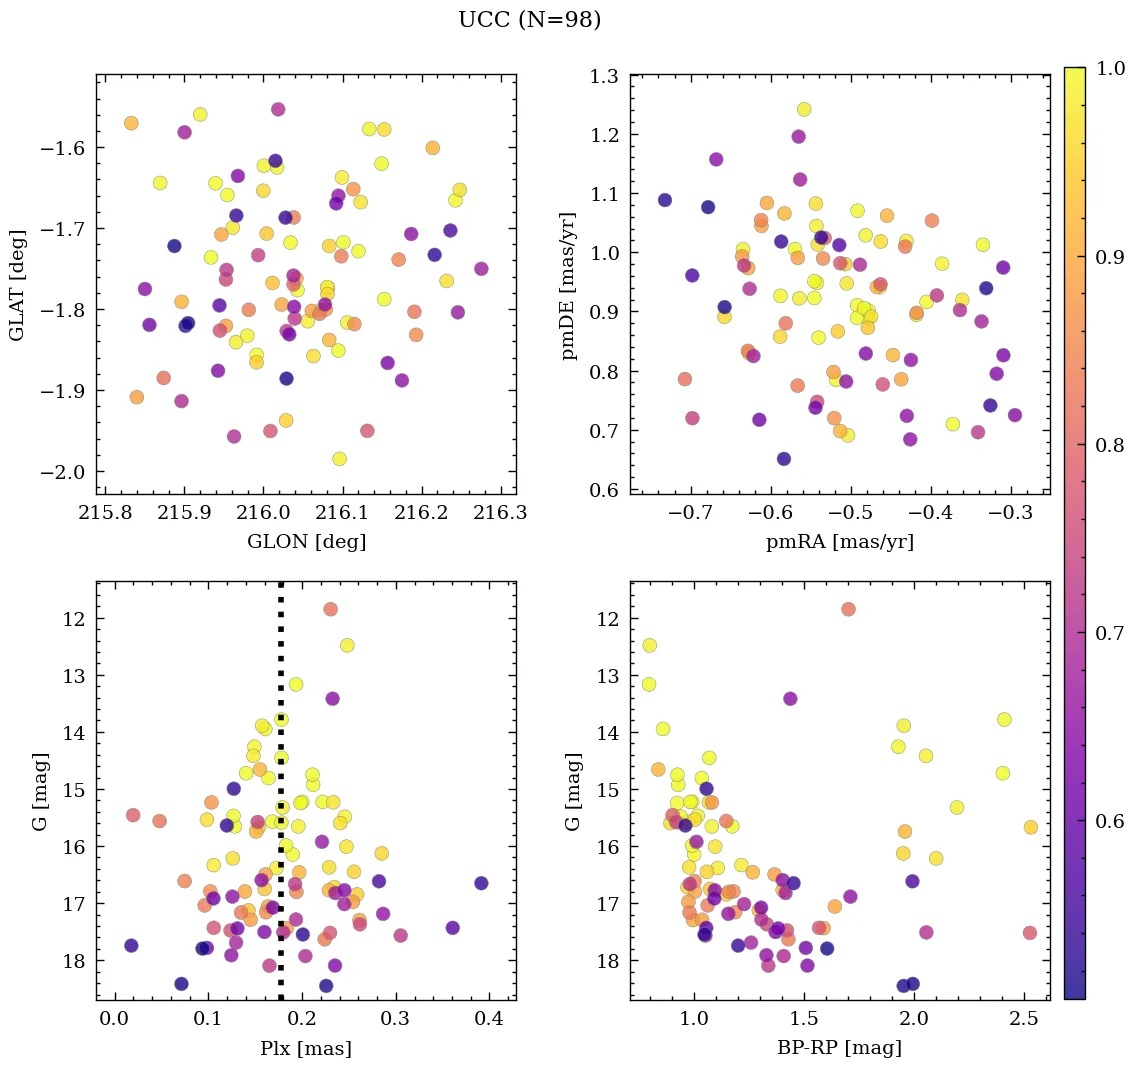 UCC (N=98)
GLAT [deg]
−1.6
−1.7
−1.8
−1.9
−2.0
215.8 215.9 216.0 216.1 216.2 216.3
GLON [deg]
pmDE [mas/yr]
1.3
1.2
1.1
1.0
0.9
0.8
0.7
0.6
−0.7 −0.6 −0.5 −0.4 −0.3
pmRA [mas/yr]
G [mag]
12
13
14
15
16
17
18
0.0 0.1 0.2 0.3 0.4
Plx [mas]
G [mag]
12
13
14
15
16
17
18
1.0 1.5 2.0 2.5
BP-RP [mag]
1.0
0.9
0.8
0.7
0.6